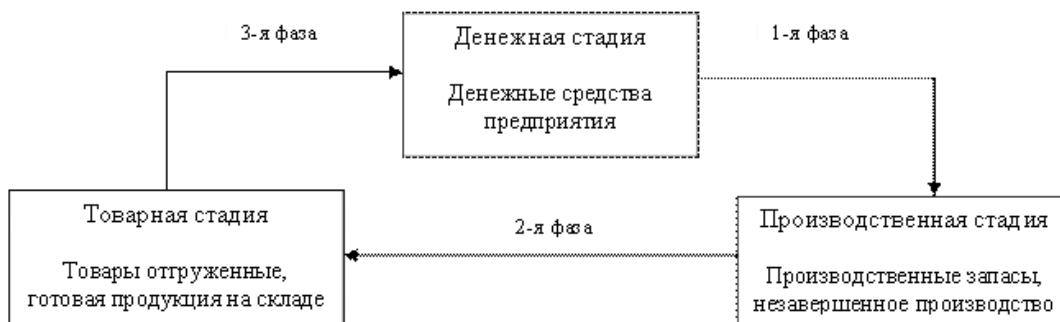 3-я фаза
Денежная стадия
1-я фаза
Денежные средства
предприятия
Товарная стадия
2-я фаза
Производственная стадия
Товары отгруженные,
готовая продукция на складе
Производственные запасы,
незавершенное производство